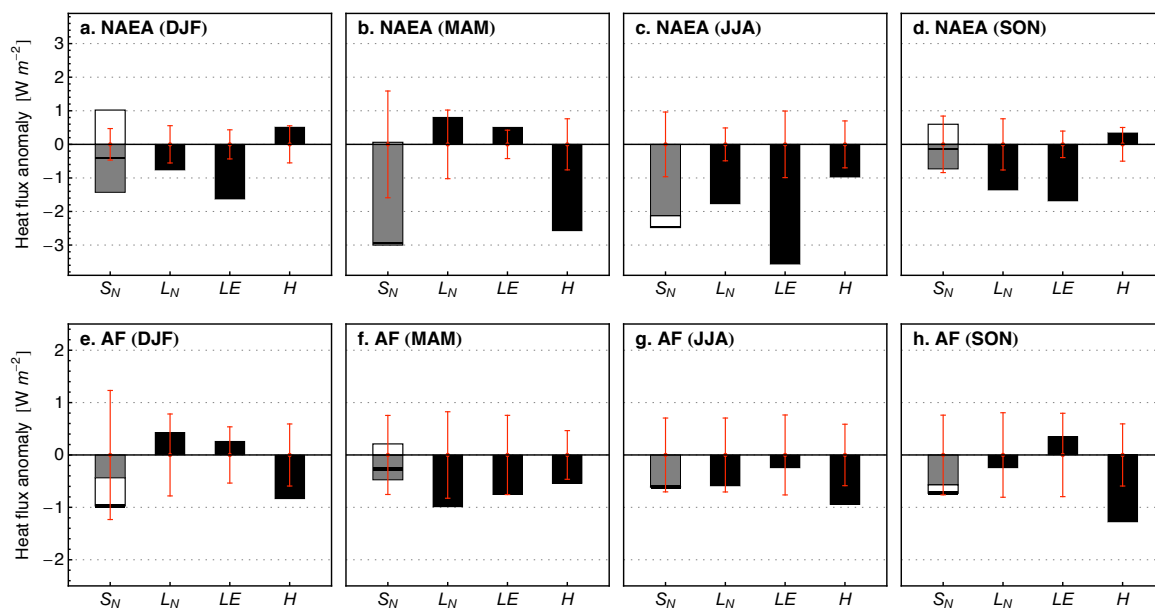 a. NAEA (DJF)
b. NAEA (MAM)
c. NAEA (JJA)
d. NAEA (SON)
Heat flux anomaly [W m⁻²]
3
2
1
0
−1
−2
−3
S_N L_N LE H
S_N L_N LE H
S_N L_N LE H
S_N L_N LE H
e. AF (DJF)
f. AF (MAM)
g. AF (JJA)
h. AF (SON)
Heat flux anomaly [W m⁻²]
2
1
0
−1
−2
S_N L_N LE H
S_N L_N LE H
S_N L_N LE H
S_N L_N LE H